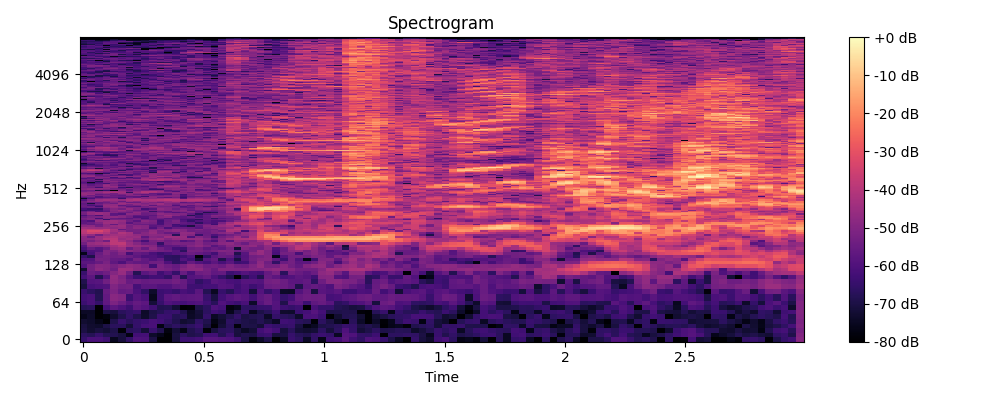 Spectrogram
4096
2048
1024
512
256
128
64
0
Hz
0
0.5
1
1.5
2
2.5
Time
+0 dB
-10 dB
-20 dB
-30 dB
-40 dB
-50 dB
-60 dB
-70 dB
-80 dB